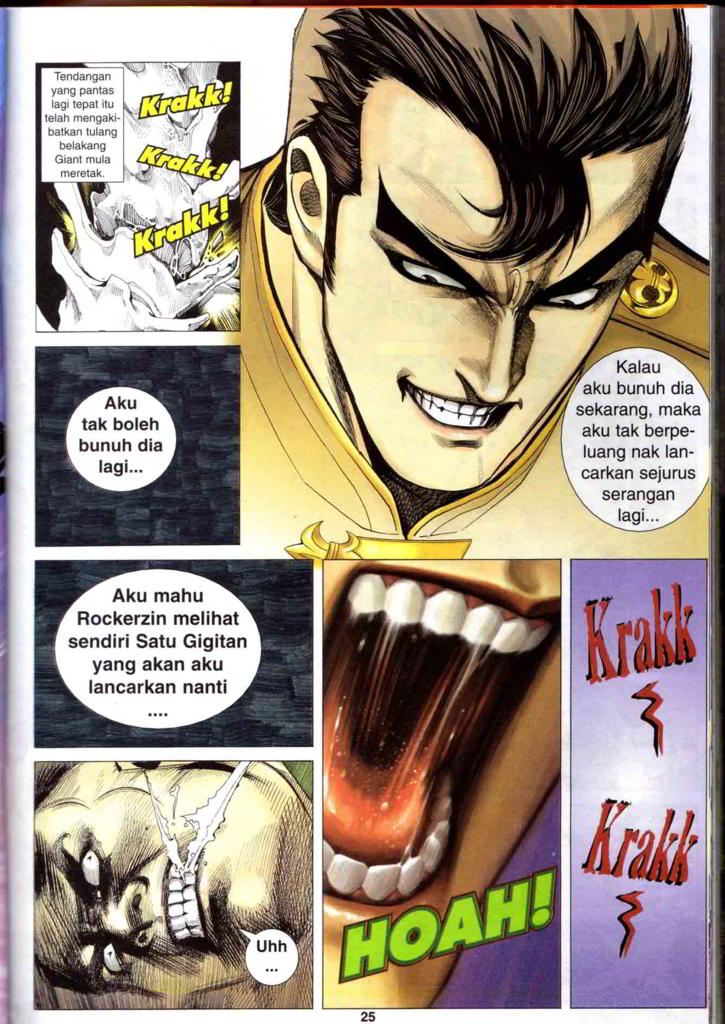 Tendangan
yang pantas
lagi tepat itu
telah mengaki-
batkan tulang
belakang
Giant mula
meretak.
Krakk!
Krakk!
Krakk!
Aku
tak boleh
bunuh dia
lagi...
Kalau
aku bunuh dia
sekarang, maka
aku tak berpe-
luang nak lan-
carkan sejurus
serangan
lagi...
Aku mahu
Rockerzin melihat
sendiri Satu Gigitan
yang akan aku
lancarkan nanti
....
Uhh
...
HOAH!
Krakk
Krakk
25